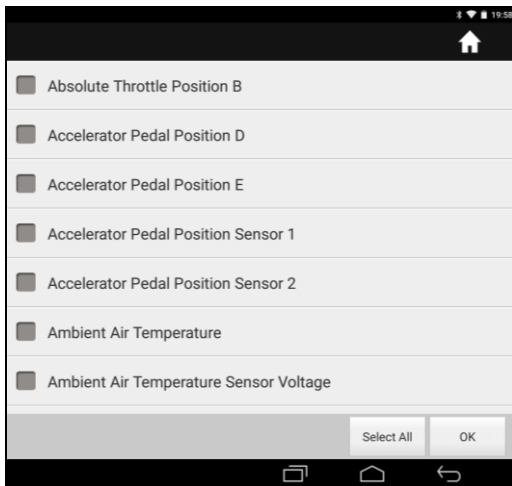 19:58
Absolute Throttle Position B
Accelerator Pedal Position D
Accelerator Pedal Position E
Accelerator Pedal Position Sensor 1
Accelerator Pedal Position Sensor 2
Ambient Air Temperature
Ambient Air Temperature Sensor Voltage
Select All OK